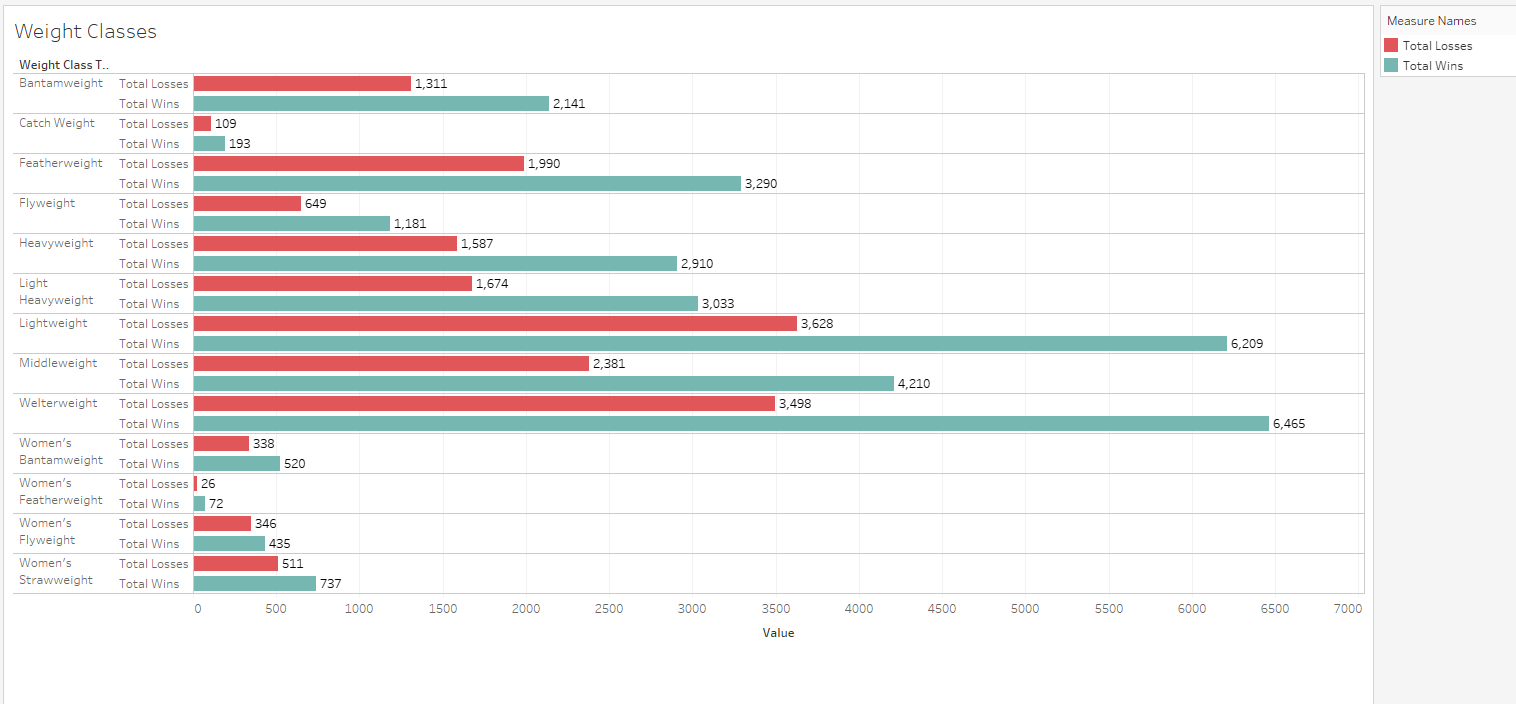 Weight Classes
Measure Names
Total Losses
Total Wins
Weight Class T..
Bantamweight Total Losses 1,311
Total Wins 2,141
Catch Weight Total Losses 109
Total Wins 193
Featherweight Total Losses 1,990
Total Wins 3,290
Flyweight Total Losses 649
Total Wins 1,181
Heavyweight Total Losses 1,587
Total Wins 2,910
Light Total Losses 1,674
Heavyweight Total Wins 3,033
Lightweight Total Losses 3,628
Total Wins 6,209
Middleweight Total Losses 2,381
Total Wins 4,210
Welterweight Total Losses 3,498
Total Wins 6,465
Women's Total Losses 338
Bantamweight Total Wins 520
Women's Total Losses 26
Featherweight Total Wins 72
Women's Total Losses 346
Flyweight Total Wins 435
Women's Total Losses 511
Strawweight Total Wins 737
0 500 1000 1500 2000 2500 3000 3500 4000 4500 5000 5500 6000 6500 7000
Value